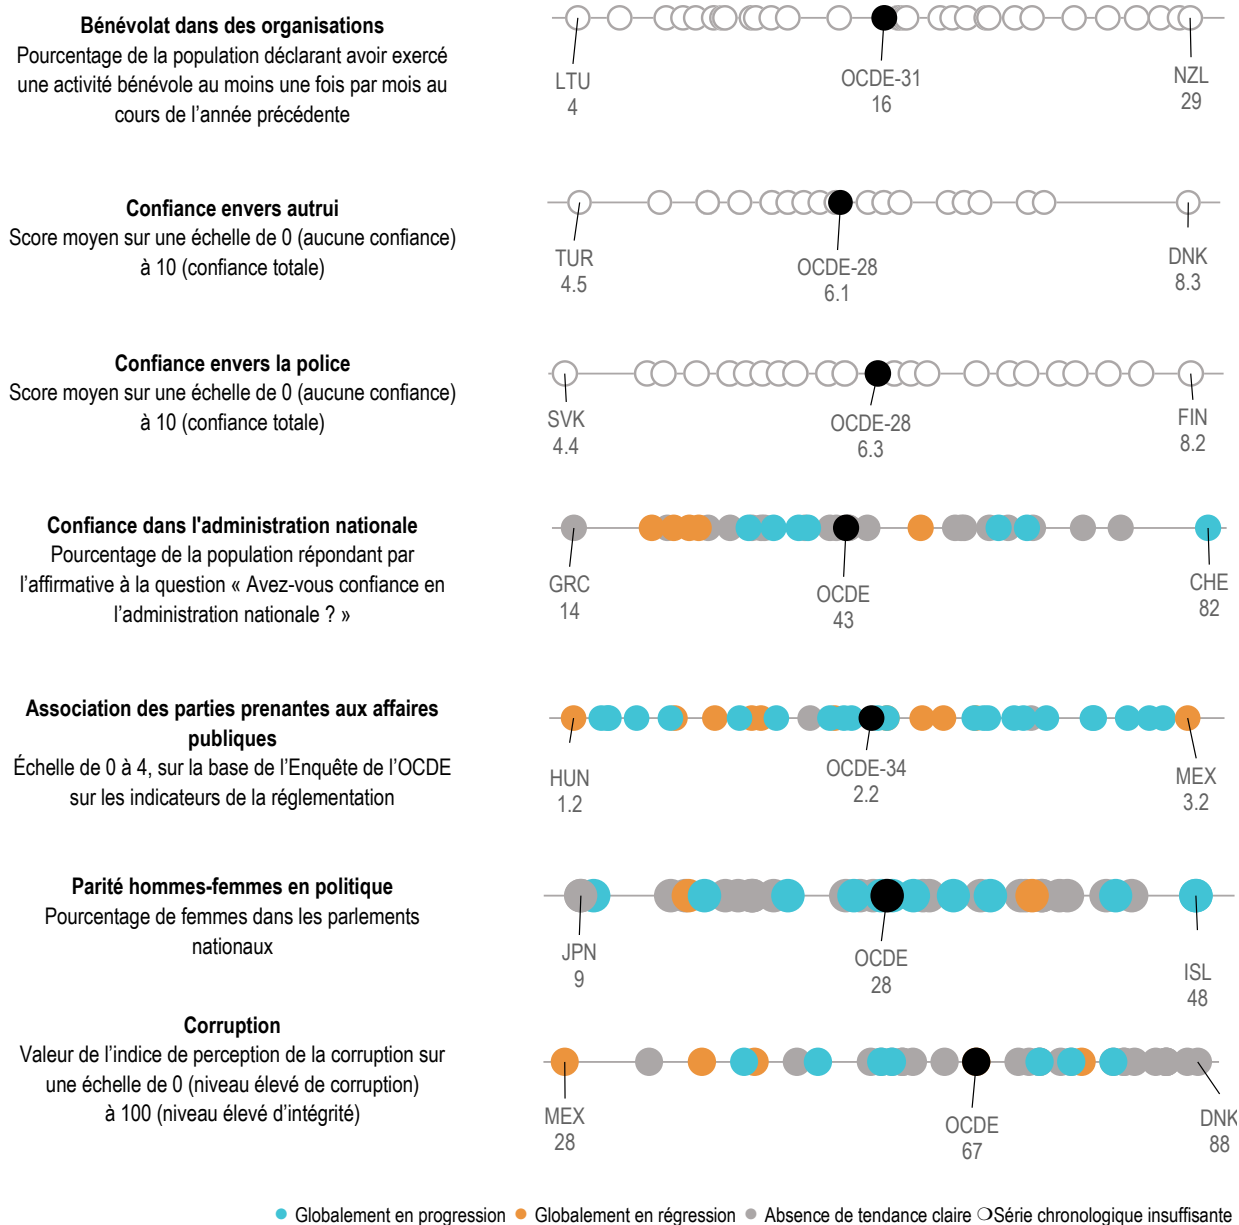 Bénévolat dans des organisations
Pourcentage de la population déclarant avoir exercé
une activité bénévole au moins une fois par mois au
cours de l'année précédente
LTU
4
OCDE-31
16
NZL
29
Confiance envers autrui
Score moyen sur une échelle de 0 (aucune confiance)
à 10 (confiance totale)
TUR
4.5
OCDE-28
6.1
DNK
8.3
Confiance envers la police
Score moyen sur une échelle de 0 (aucune confiance)
à 10 (confiance totale)
SVK
4.4
OCDE-28
6.3
FIN
8.2
Confiance dans l'administration nationale
Pourcentage de la population répondant par
l'affirmative à la question « Avez-vous confiance en
l'administration nationale ? »
GRC
14
OCDE
43
CHE
82
Association des parties prenantes aux affaires
publiques
Échelle de 0 à 4, sur la base de l'Enquête de l'OCDE
sur les indicateurs de la réglementation
HUN
1.2
OCDE-34
2.2
MEX
3.2
Parité hommes-femmes en politique
Pourcentage de femmes dans les parlements
nationaux
JPN
9
OCDE
28
ISL
48
Corruption
Valeur de l'indice de perception de la corruption sur
une échelle de 0 (niveau élevé de corruption)
à 100 (niveau élevé d'intégrité)
MEX
28
OCDE
67
DNK
88
Globalement en progression Globalement en régression Absence de tendance claire Série chronologique insuffisante